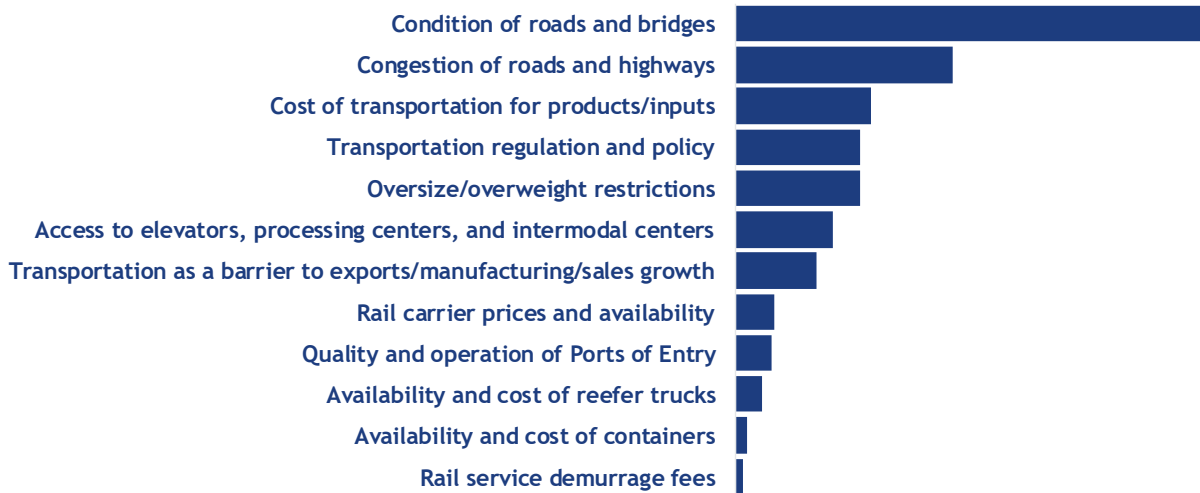 Condition of roads and bridges
Congestion of roads and highways
Cost of transportation for products/inputs
Transportation regulation and policy
Oversize/overweight restrictions
Access to elevators, processing centers, and intermodal centers
Transportation as a barrier to exports/manufacturing/sales growth
Rail carrier prices and availability
Quality and operation of Ports of Entry
Availability and cost of reefer trucks
Availability and cost of containers
Rail service demurrage fees